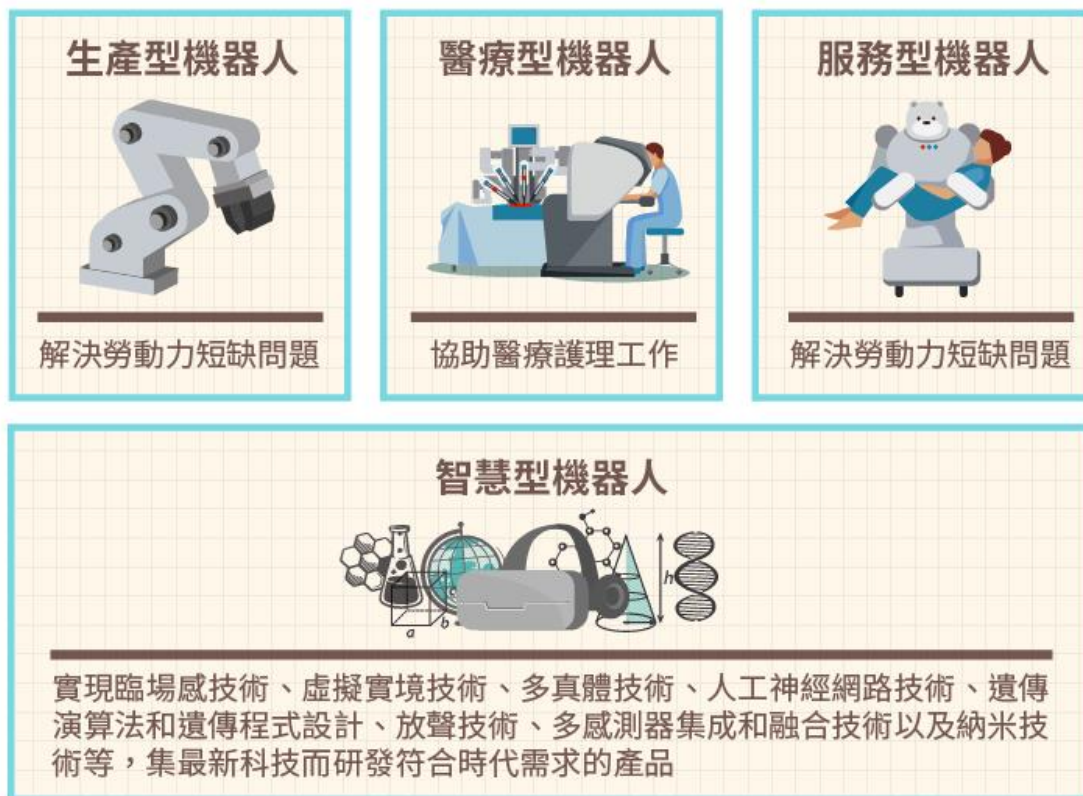 生產型機器人
解決勞動力短缺問題
醫療型機器人
協助醫療護理工作
服務型機器人
解決勞動力短缺問題
智慧型機器人
a
b
h
實現臨場感技術、虛擬實境技術、多真體技術、人工神經網路技術、遺傳
演算法和遺傳程式設計、放聲技術、多感測器集成和融合技術以及納米技
術等，集最新科技而研發符合時代需求的產品